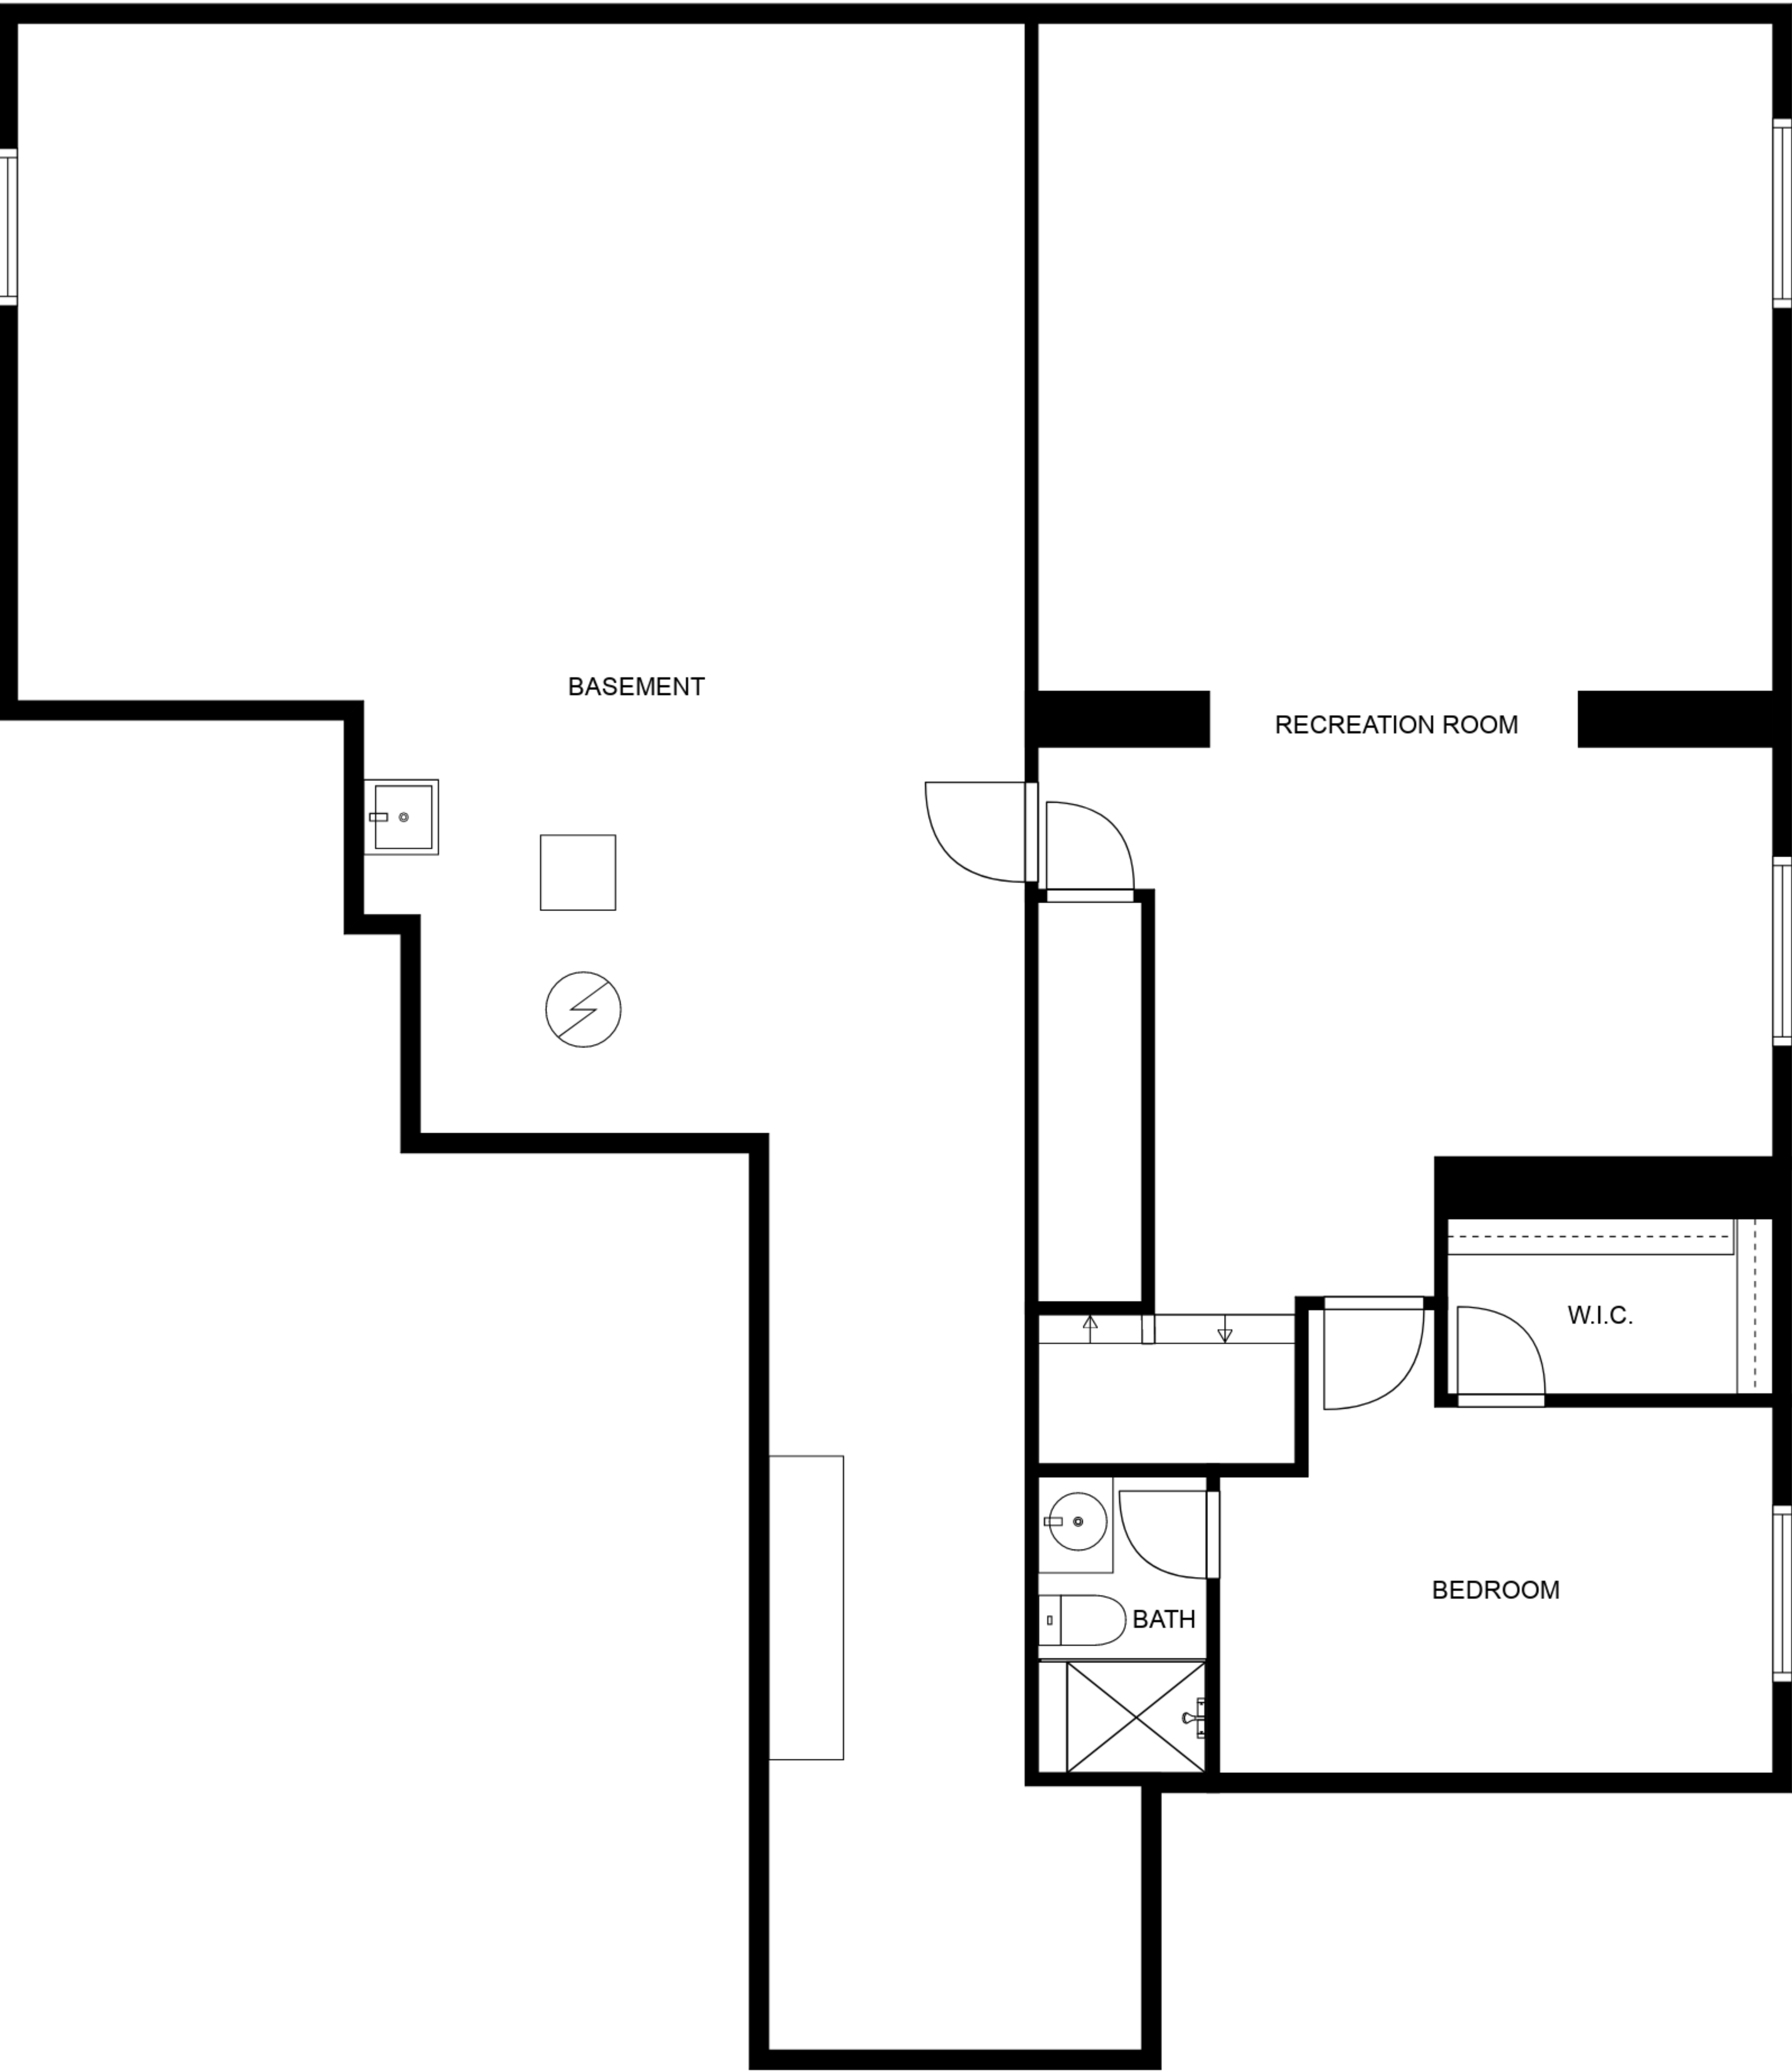 BASEMENT
RECREATION ROOM
W.I.C.
BEDROOM
BATH